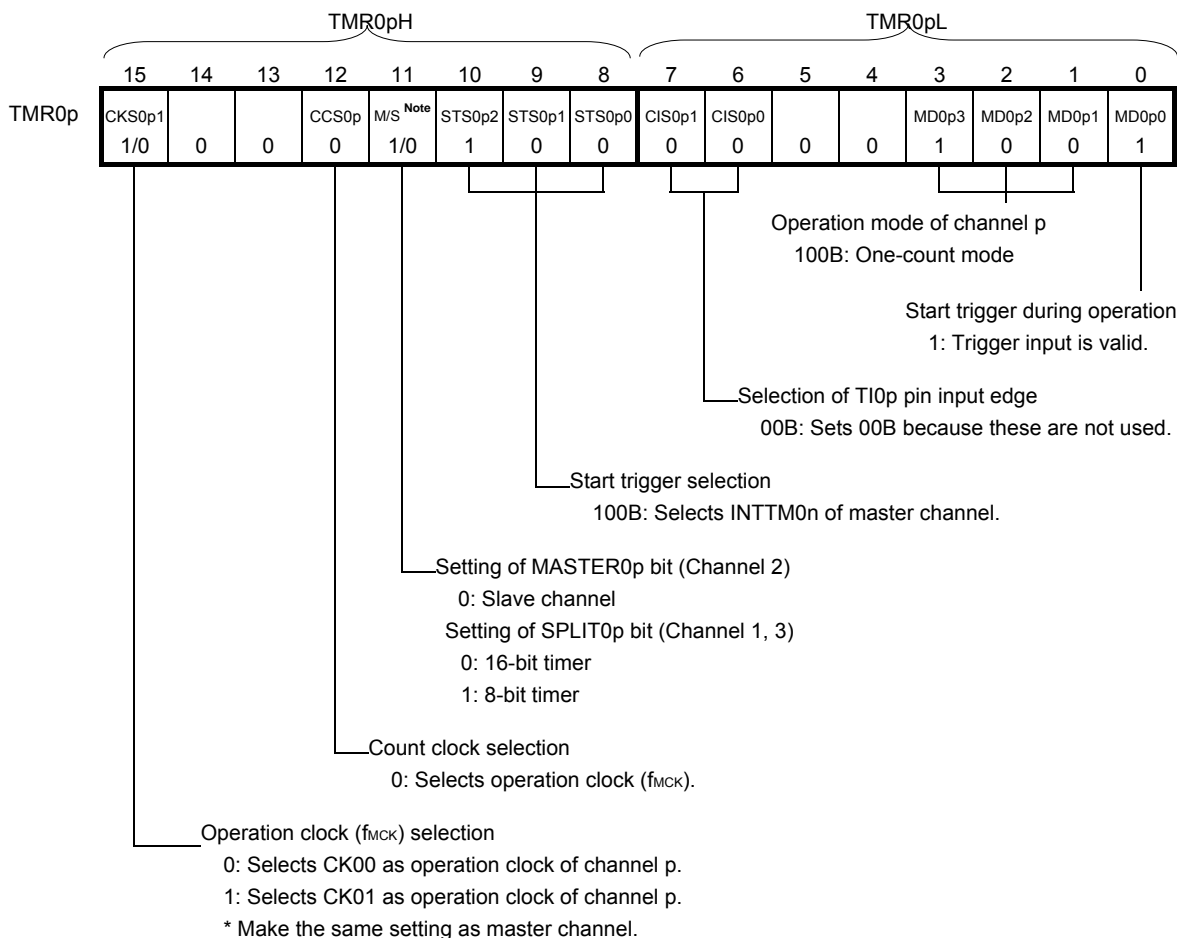 TMR0pH TMR0pL
15 14 13 12 11 10 9 8 7 6 5 4 3 2 1 0
TMR0p CKS0p1 CCS0p M/S Note STS0p2 STS0p1 STS0p0 CIS0p1 CIS0p0 MD0p3 MD0p2 MD0p1 MD0p0
1/0 0 0 0 1/0 1 0 0 0 0 0 0 1 0 0 1
Operation mode of channel p
100B: One-count mode
Start trigger during operation
1: Trigger input is valid.
Selection of TI0p pin input edge
00B: Sets 00B because these are not used.
Start trigger selection
100B: Selects INTTM0n of master channel.
Setting of MASTER0p bit (Channel 2)
0: Slave channel
Setting of SPLIT0p bit (Channel 1, 3)
0: 16-bit timer
1: 8-bit timer
Count clock selection
0: Selects operation clock (fMCK).
Operation clock (fMCK) selection
0: Selects CK00 as operation clock of channel p.
1: Selects CK01 as operation clock of channel p.
* Make the same setting as master channel.